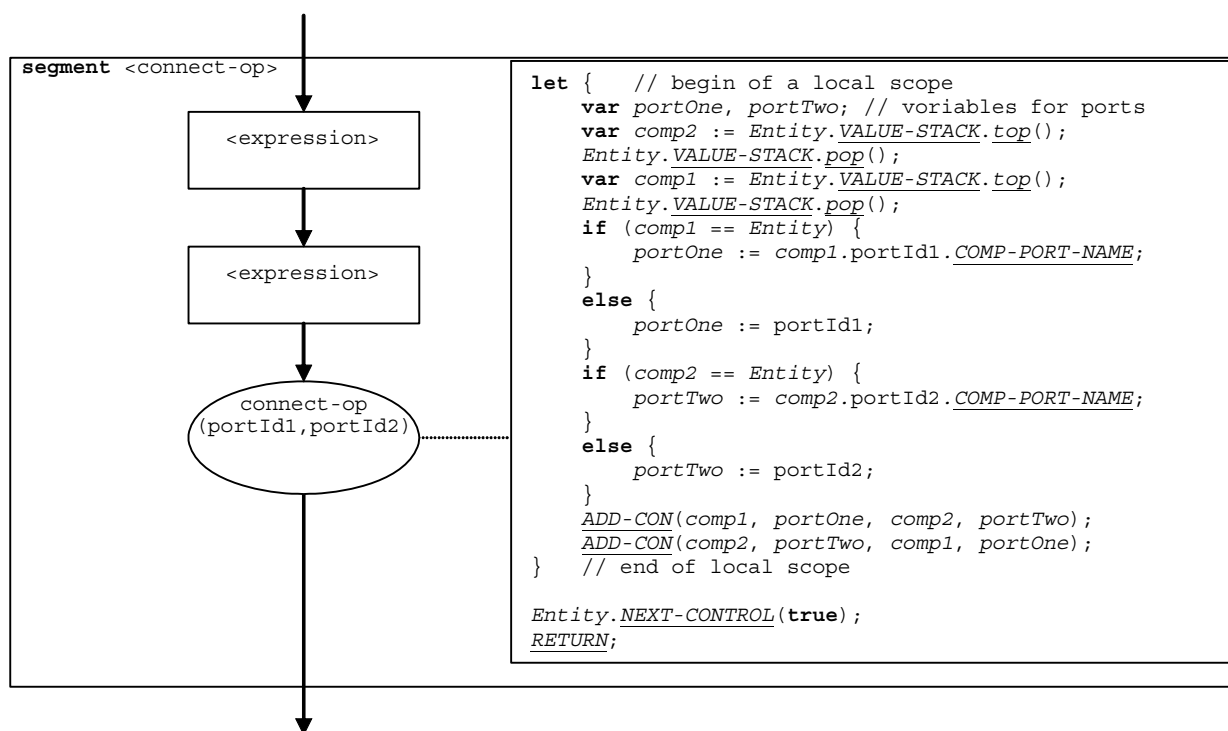 segment <connect-op>
<expression>
<expression>
connect-op
(portId1,portId2)
let {   // begin of a local scope
    var portOne, portTwo; // voriables for ports
    var comp2 := Entity.VALUE-STACK.top();
    Entity.VALUE-STACK.pop();
    var comp1 := Entity.VALUE-STACK.top();
    Entity.VALUE-STACK.pop();
    if (comp1 == Entity) {
        portOne := comp1.portId1.COMP-PORT-NAME;
    }
    else {
        portOne := portId1;
    }
    if (comp2 == Entity) {
        portTwo := comp2.portId2.COMP-PORT-NAME;
    }
    else {
        portTwo := portId2;
    }
    ADD-CON(comp1, portOne, comp2, portTwo);
    ADD-CON(comp2, portTwo, comp1, portOne);
}   // end of local scope
Entity.NEXT-CONTROL(true);
RETURN;